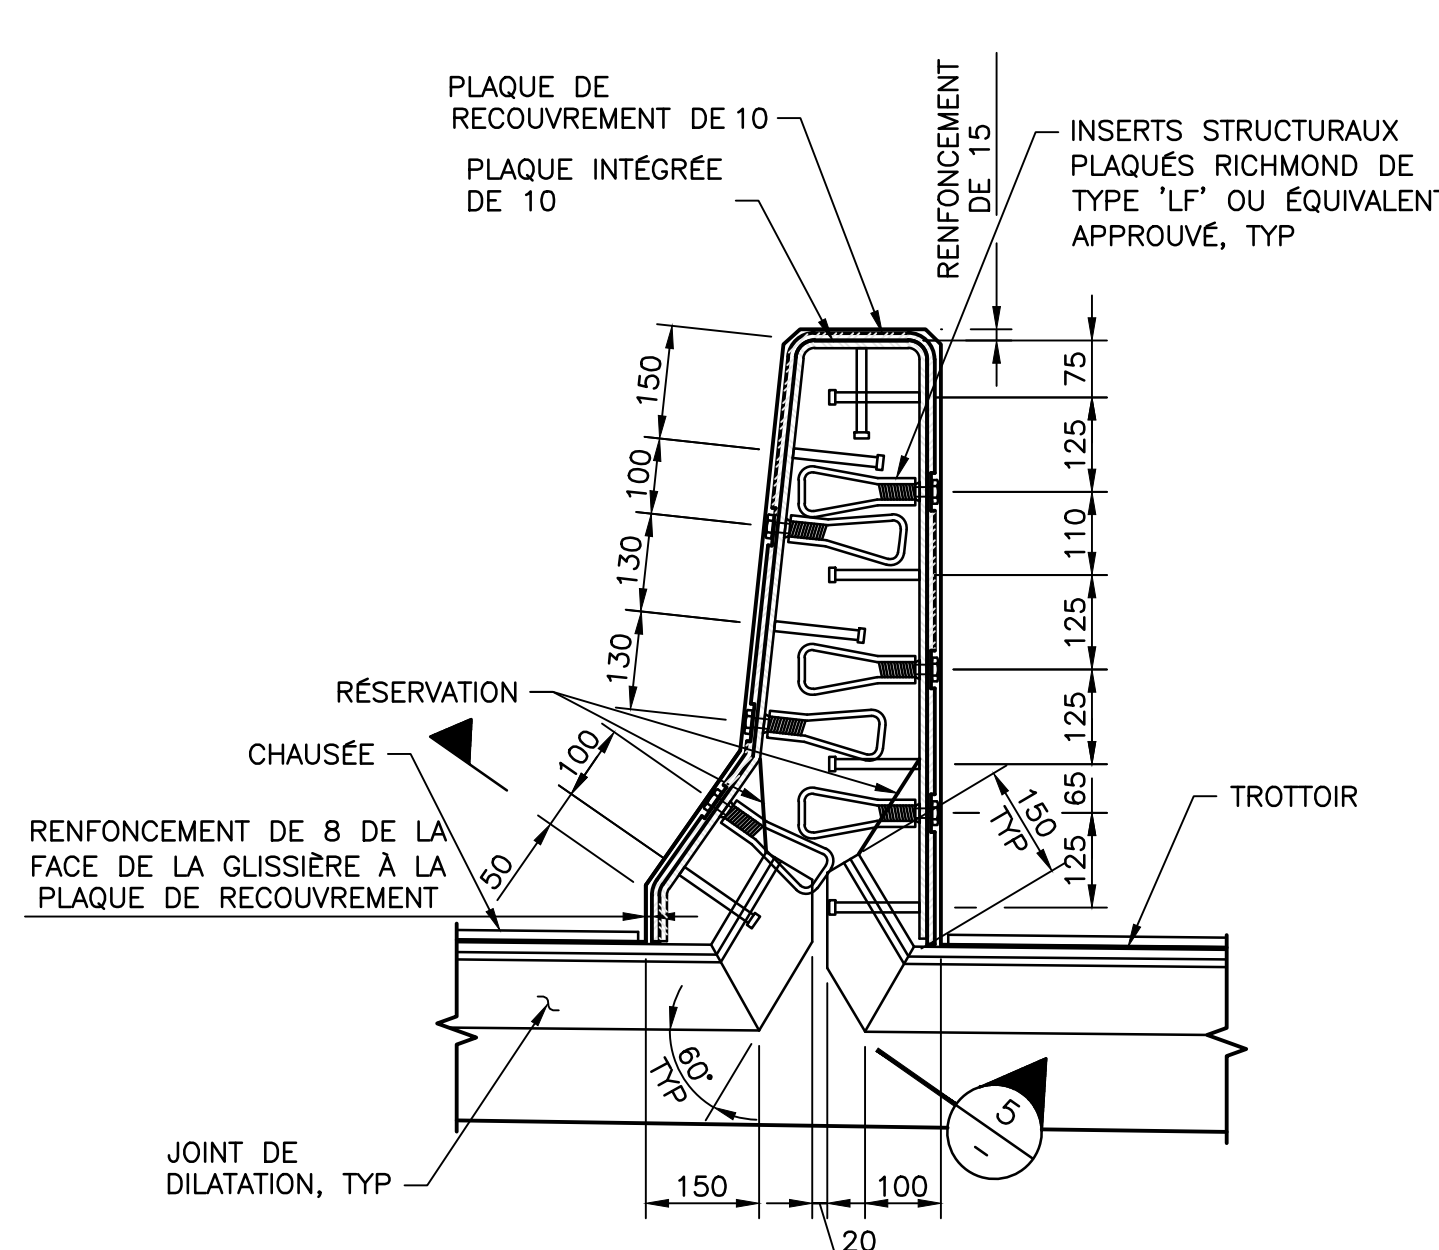 PLAQUE DE
RECOUVREMENT DE 10
PLAQUE INTÉGRÉE
DE 10
RENFONCEMENT
DE 15
INSERTS STRUCTURAUX
PLAQUÉS RICHMOND DE
TYPE 'LF' OU ÉQUIVALENT
APPROUVÉ, TYP
150
100
130
130
100
50
75
125
110
125
125
65
125
150
TYP
RÉSERVATION
CHAUSÉE
TROTTOIR
RENFONCEMENT DE 8 DE LA
FACE DE LA GLISSIÈRE À LA
PLAQUE DE RECOUVREMENT
60°
TYP
5
-
JOINT DE
DILATATION, TYP
150
100
20